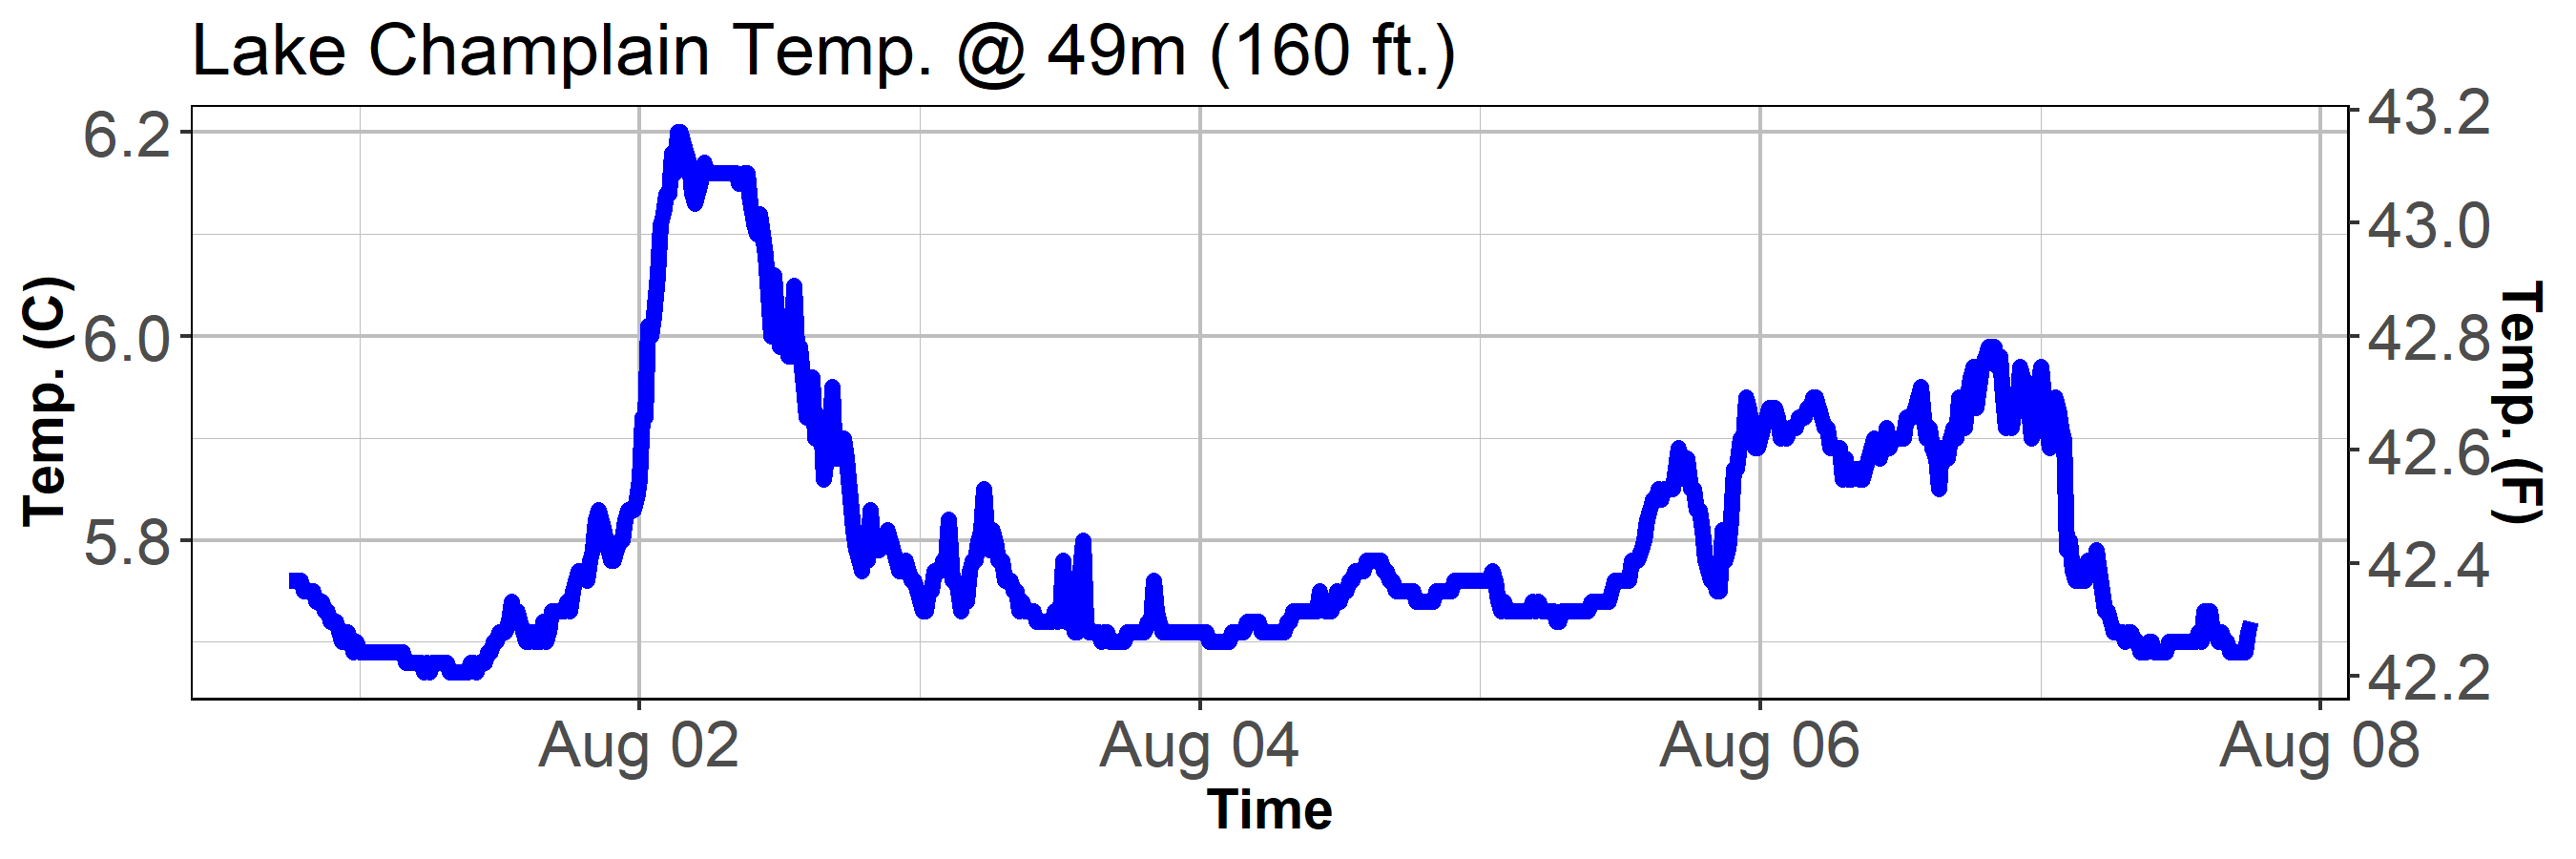 Lake Champlain Temp. @ 49m (160 ft.)
Temp. (C)
6.2
6.0
5.8
43.2
43.0
42.8
42.6
42.4
42.2
Temp. (F)
Aug 02 Aug 04 Aug 06 Aug 08
Time